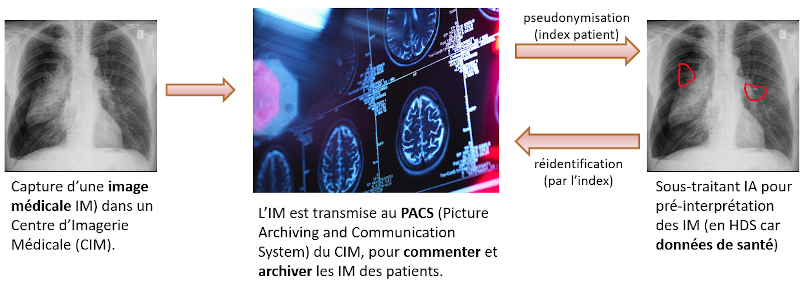 pseudonymisation
(index patient)
réidentification
(par l'index)
Capture d'une image
médicale IM) dans un
Centre d'Imagerie
Médicale (CIM).
L'IM est transmise au PACS (Picture
Archiving and Communication
System) du CIM, pour commenter et
archiver les IM des patients.
Sous-traitant IA pour
pré-interprétation
des IM (en HDS car
données de santé)